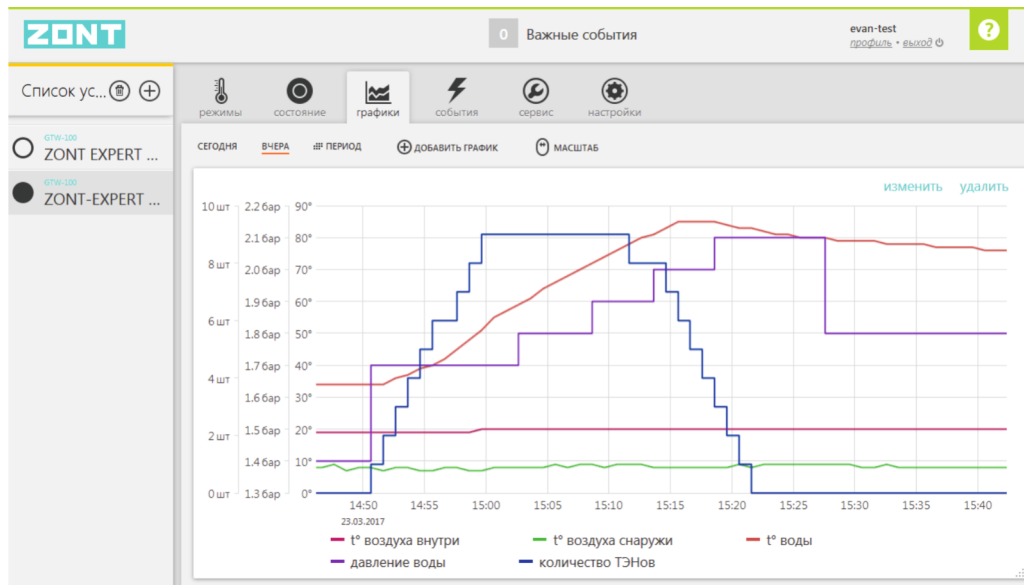 ZONT
0 Важные события
evan-test
профиль • выход
?
Список ус...
GTW-100
ZONT EXPERT ...
GTW-100
ZONT-EXPERT ...
режимы состояние графики события сервис настройки
СЕГОДНЯ ВЧЕРА ПЕРИОД ДОБАВИТЬ ГРАФИК МАСШТАБ
изменить удалить
10 шт 2.2 бар 90°
2.1 бар 80°
8 шт 2.0 бар 70°
1.9 бар 60°
6 шт 1.8 бар 50°
1.7 бар 40°
4 шт 1.6 бар 30°
2 шт 1.5 бар 20°
1.4 бар 10°
0 шт 1.3 бар 0°
14:50 14:55 15:00 15:05 15:10 15:15 15:20 15:25 15:30 15:35 15:40
23.03.2017
t° воздуха внутри t° воздуха снаружи t° воды
давление воды количество ТЭНов